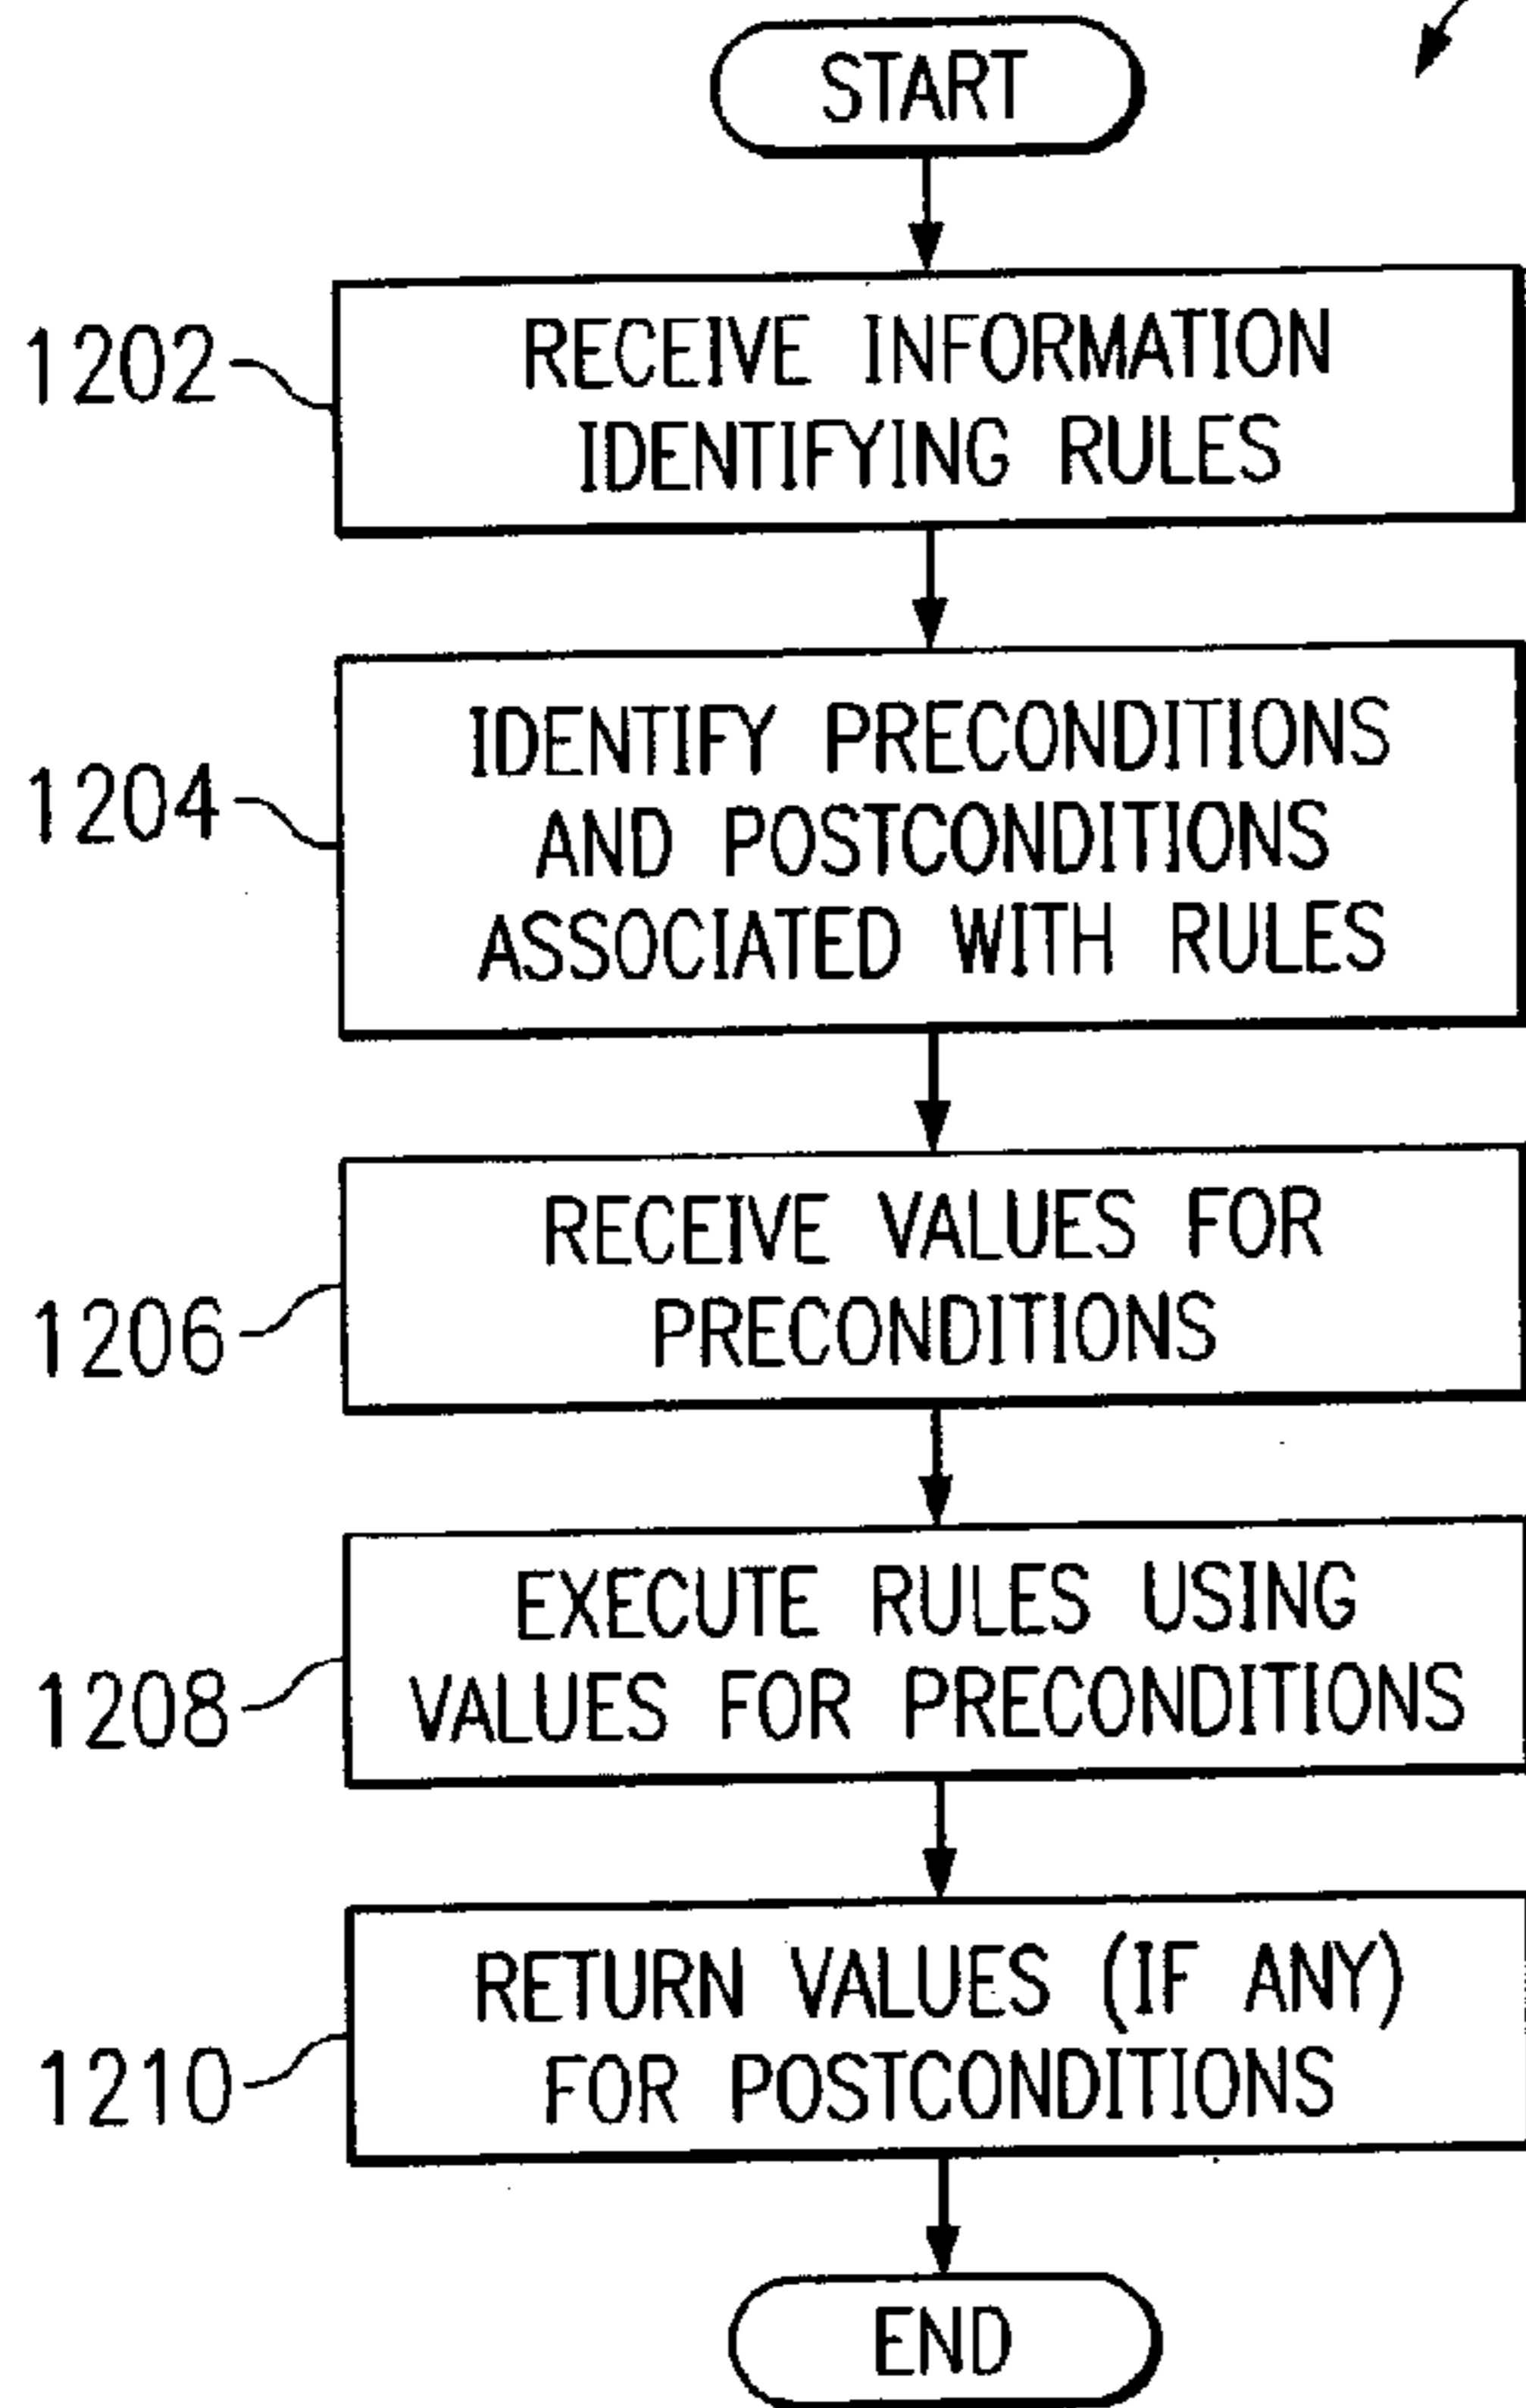 START
1202
RECEIVE INFORMATION
IDENTIFYING RULES
1204
IDENTIFY PRECONDITIONS
AND POSTCONDITIONS
ASSOCIATED WITH RULES
1206
RECEIVE VALUES FOR
PRECONDITIONS
1208
EXECUTE RULES USING
VALUES FOR PRECONDITIONS
1210
RETURN VALUES (IF ANY)
FOR POSTCONDITIONS
END